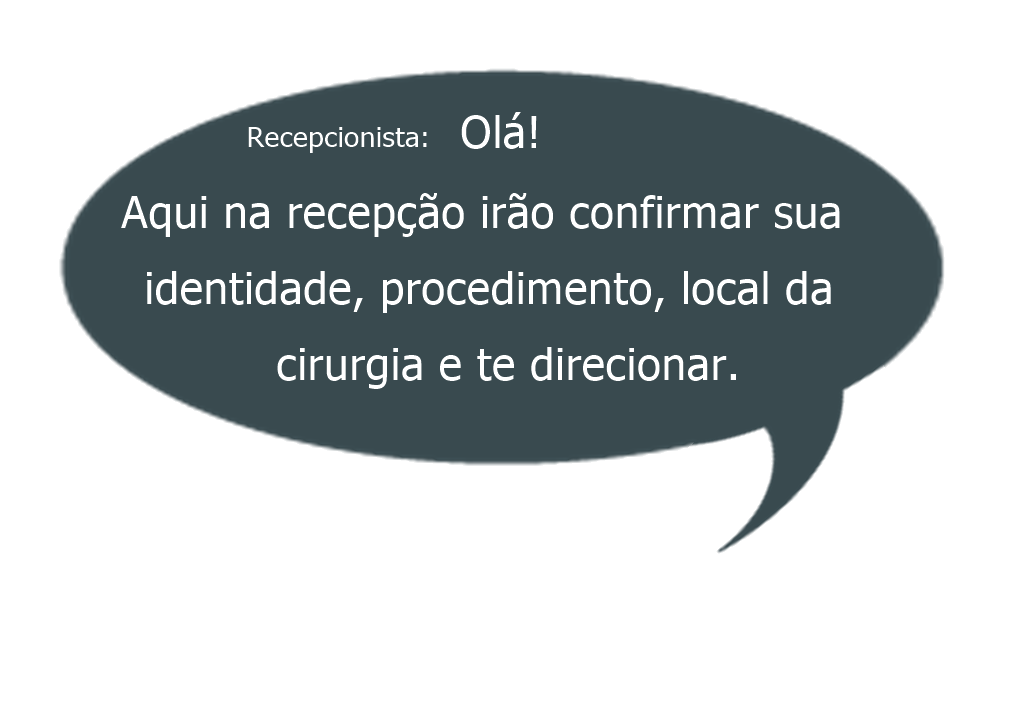 Recepcionista: Olá!
Aqui na recepção irão confirmar sua
identidade, procedimento, local da
cirurgia e te direcionar.